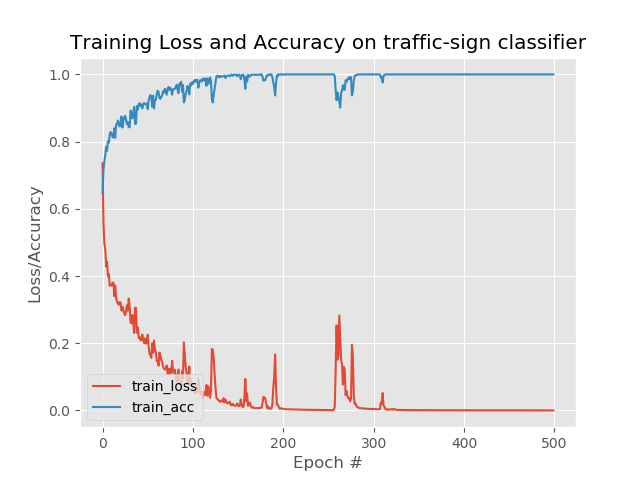 Training Loss and Accuracy on traffic-sign classifier
1.0
0.8
0.6
0.4
0.2
0.0
Loss/Accuracy
train_loss
train_acc
0 100 200 300 400 500
Epoch #